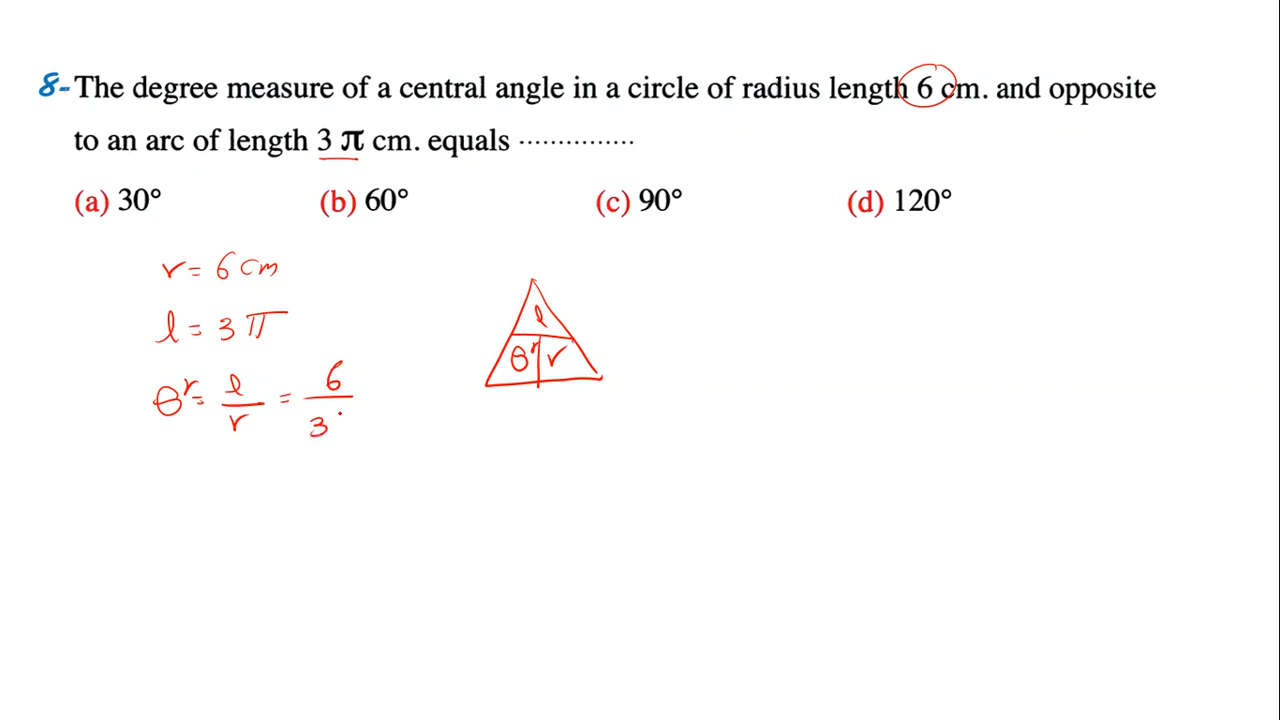 8- The degree measure of a central angle in a circle of radius length 6 cm. and opposite
to an arc of length 3 π cm. equals ...............
(a) 30° (b) 60° (c) 90° (d) 120°
r = 6 cm
l = 3 π
θʳ = l/r = 6/3
l
θʳ r